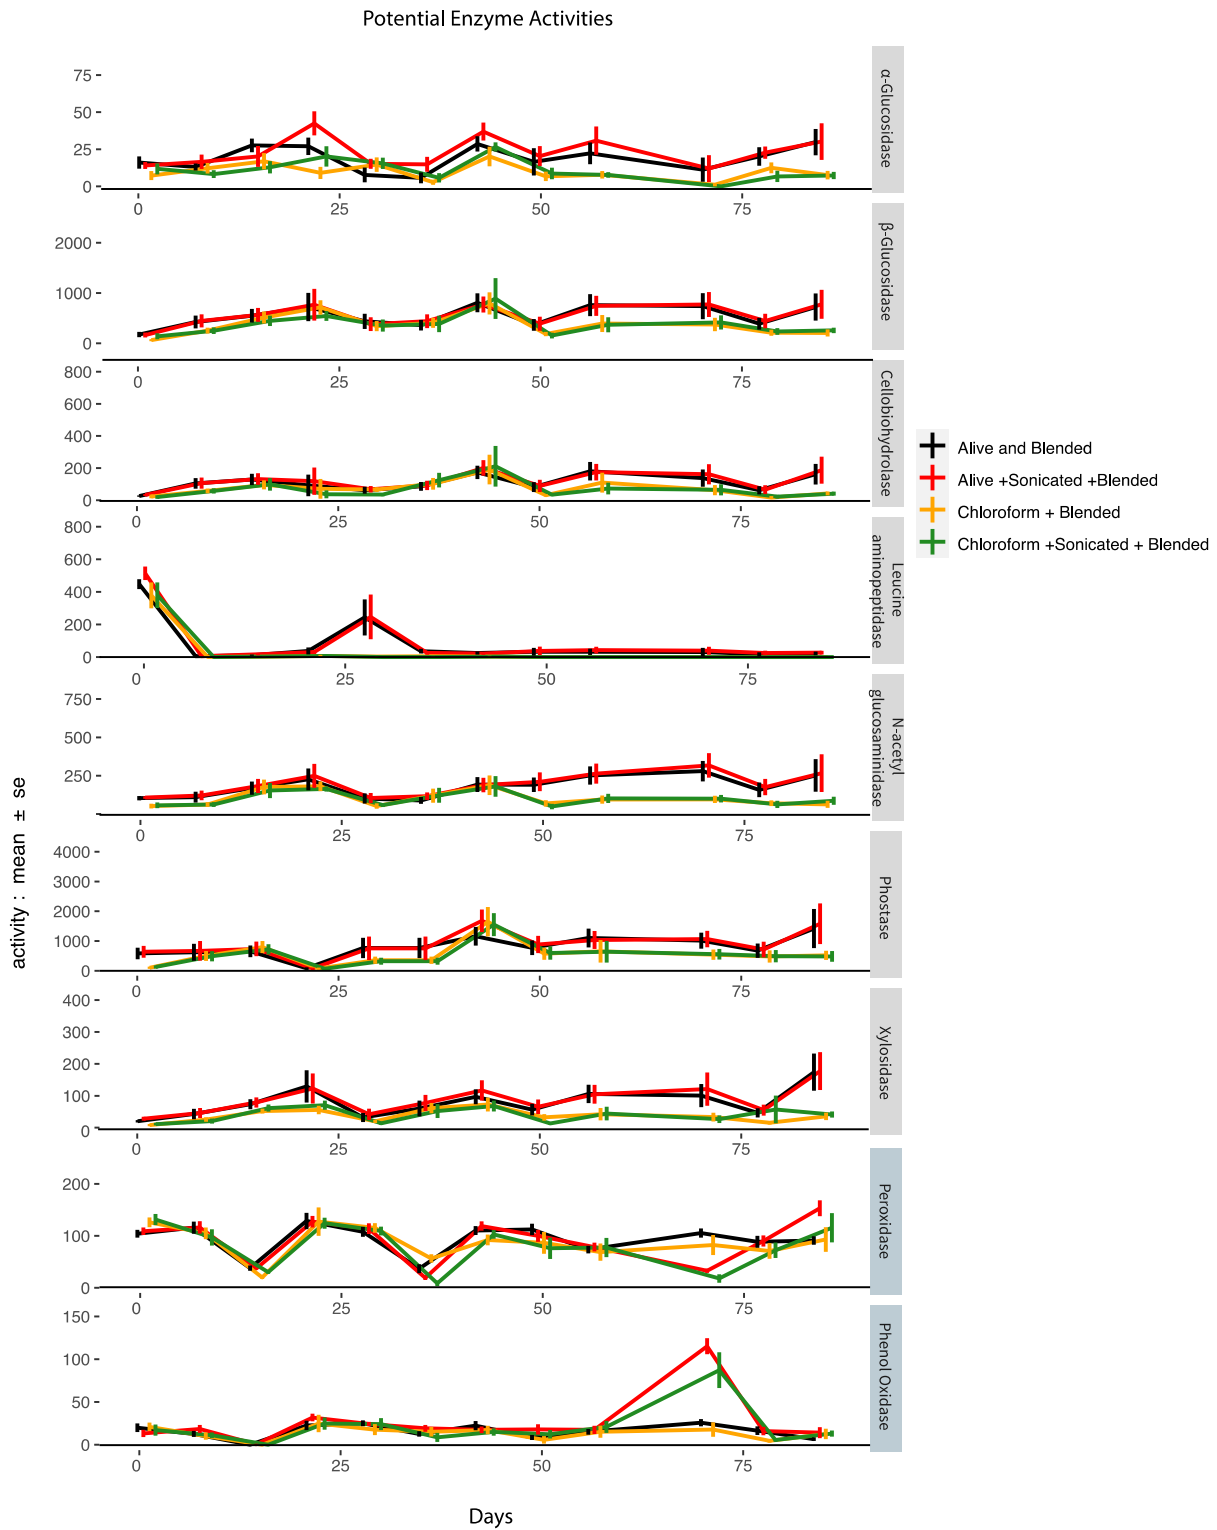 Potential Enzyme Activities
75
50
25
0
0 25 50 75
α-Glucosidase
2000
1000
0
0 25 50 75
β-Glucosidase
800
600
400
200
0
0 25 50 75
Cellobiohydrolase
800
600
400
200
0
0 25 50 75
Leucine
aminopeptidase
750
500
250
0 25 50 75
N-acetyl
glucosaminidase
4000
3000
2000
1000
0
0 25 50 75
Phostase
400
300
200
100
0
0 25 50 75
Xylosidase
200
100
0
0 25 50 75
Peroxidase
150
100
50
0
0 25 50 75
Phenol Oxidase
activity : mean ± se
Days
Alive and Blended
Alive +Sonicated +Blended
Chloroform + Blended
Chloroform +Sonicated + Blended